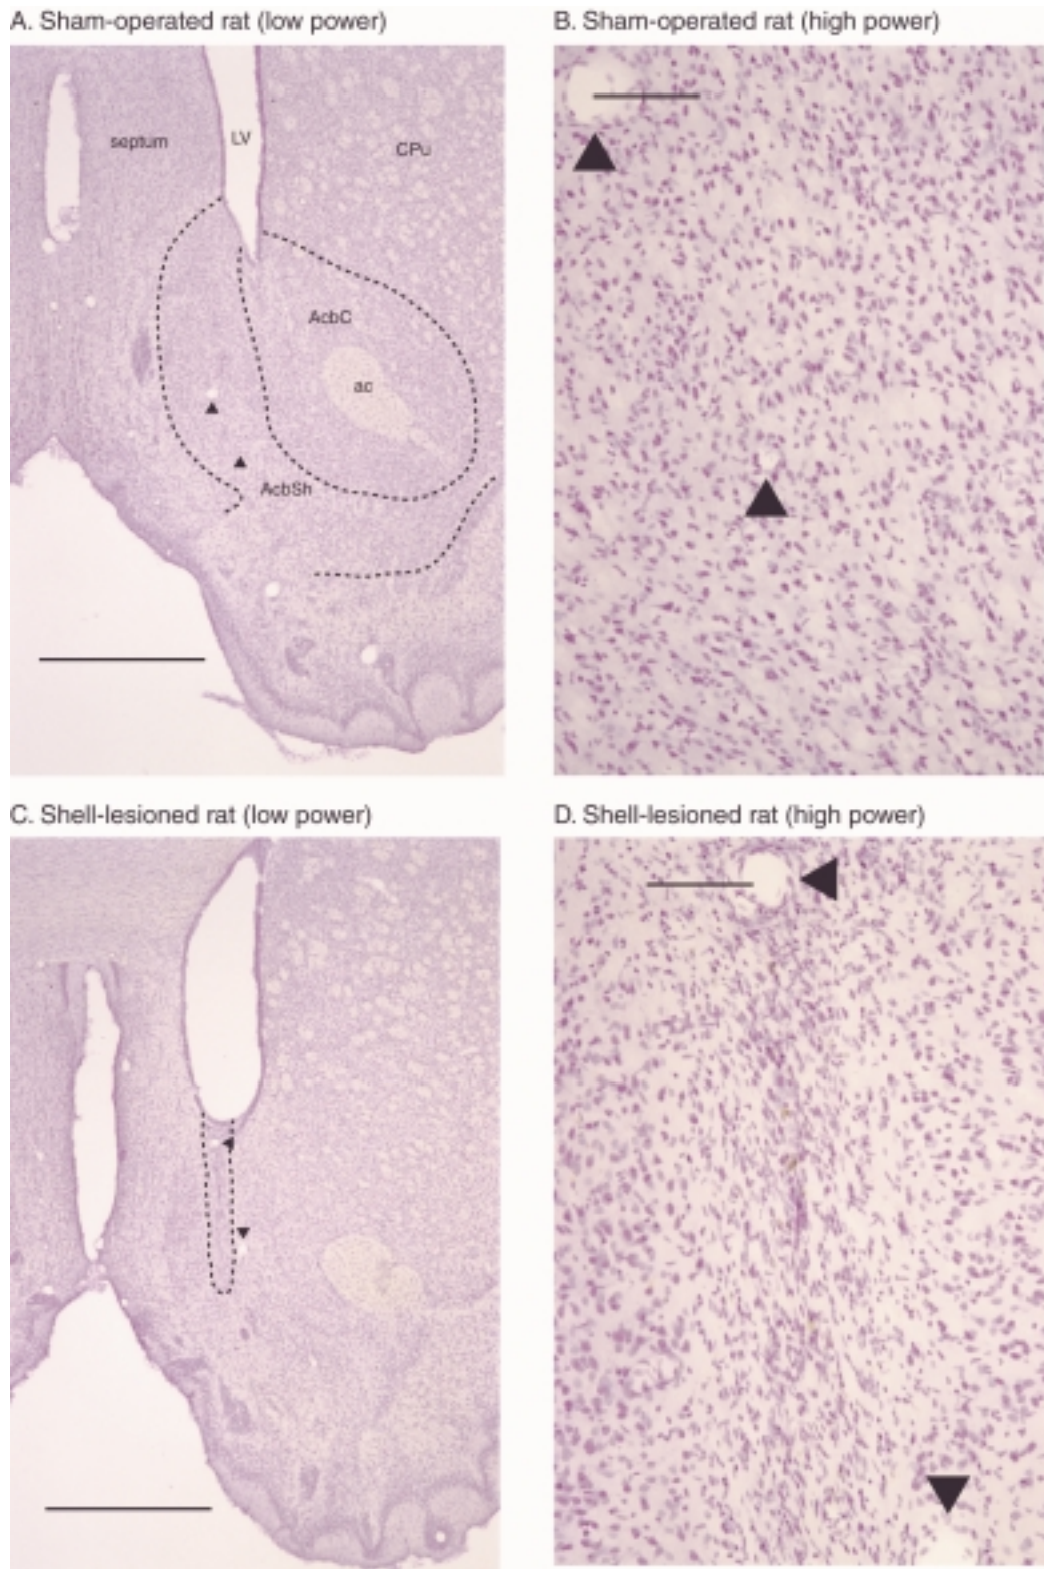 A. Sham-operated rat (low power)
B. Sham-operated rat (high power)
septum
LV
CPu
AcbC
ac
AcbSh
C. Shell-lesioned rat (low power)
D. Shell-lesioned rat (high power)